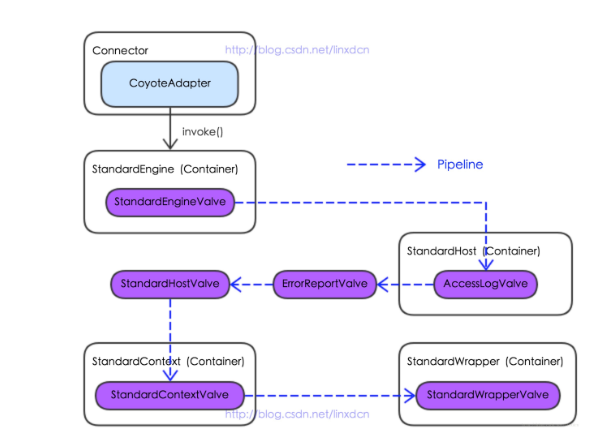 Connector
http://blog.csdn.net/linxdcn
CoyoteAdapter
invoke()
StandardEngine (Container)
Pipeline
StandardEngineValve
StandardHost (Container)
StandardHostValve
ErrorReportValve
AccessLogValve
StandardContext (Container)
StandardWrapper (Container)
StandardContextValve
StandardWrapperValve
http://blog.csdn.net/linxdcn